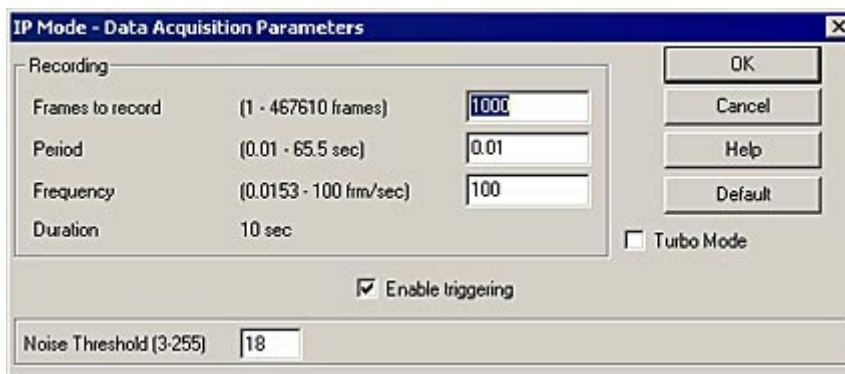 IP Mode - Data Acquisition Parameters
Recording
OK
Frames to record (1 - 467610 frames) 1000
Cancel
Period (0.01 - 65.5 sec) 0.01
Help
Frequency (0.0153 - 100 frm/sec) 100
Default
Duration 10 sec
Turbo Mode
Enable triggering
Noise Threshold (3-255) 18